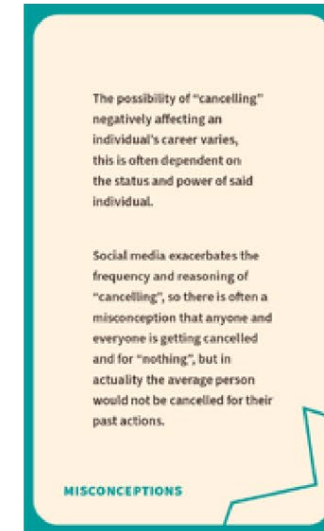 The possibility of “cancelling”
negatively affecting an
individual's career varies,
this is often dependent on
the status and power of said
individual.
Social media exacerbates the
frequency and reasoning of
“cancelling”, so there is often a
misconception that anyone and
everyone is getting cancelled
and for “nothing”, but in
actuality the average person
would not be cancelled for their
past actions.
MISCONCEPTIONS